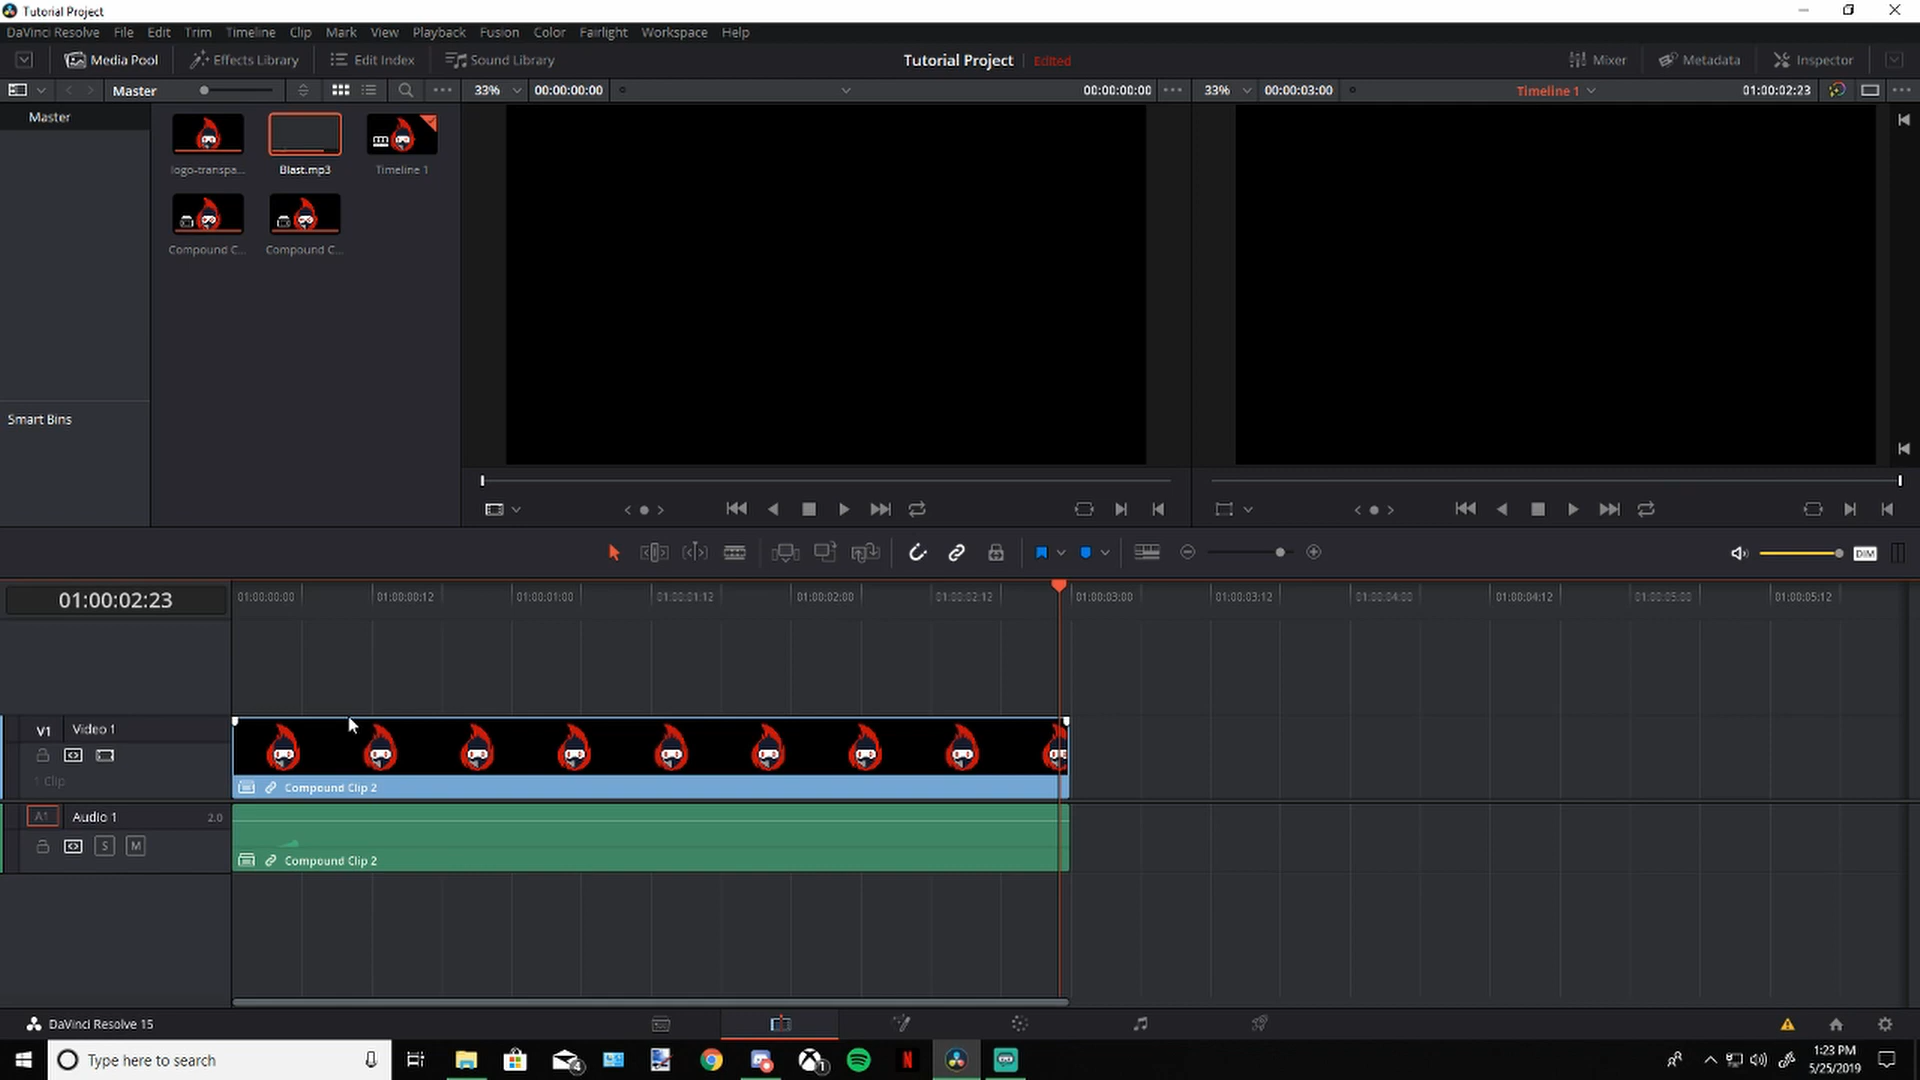 Tutorial Project
DaVinci Resolve File Edit Trim Timeline Clip Mark View Playback Fusion Color Fairlight Workspace Help
Media Pool Effects Library Edit Index Sound Library Tutorial Project Edited Mixer Metadata Inspector
Master 33% 00:00:00:00 00:00:00:00 33% 00:00:03:00 Timeline 1 01:00:02:23
Master
logo-transpa... Blast.mp3 Timeline 1
Compound C... Compound C...
Smart Bins
DIM
01:00:02:23 01:00:00:00 01:00:00:12 01:00:01:00 01:00:01:12 01:00:02:00 01:00:02:12 01:00:03:00 01:00:03:12 01:00:04:00 01:00:04:12 01:00:05:00 01:00:05:12
V1 Video 1
1 Clip
Compound Clip 2
A1 Audio 1 2.0
S M
Compound Clip 2
DaVinci Resolve 15
Type here to search 4 1 1:23 PM
5/25/2019